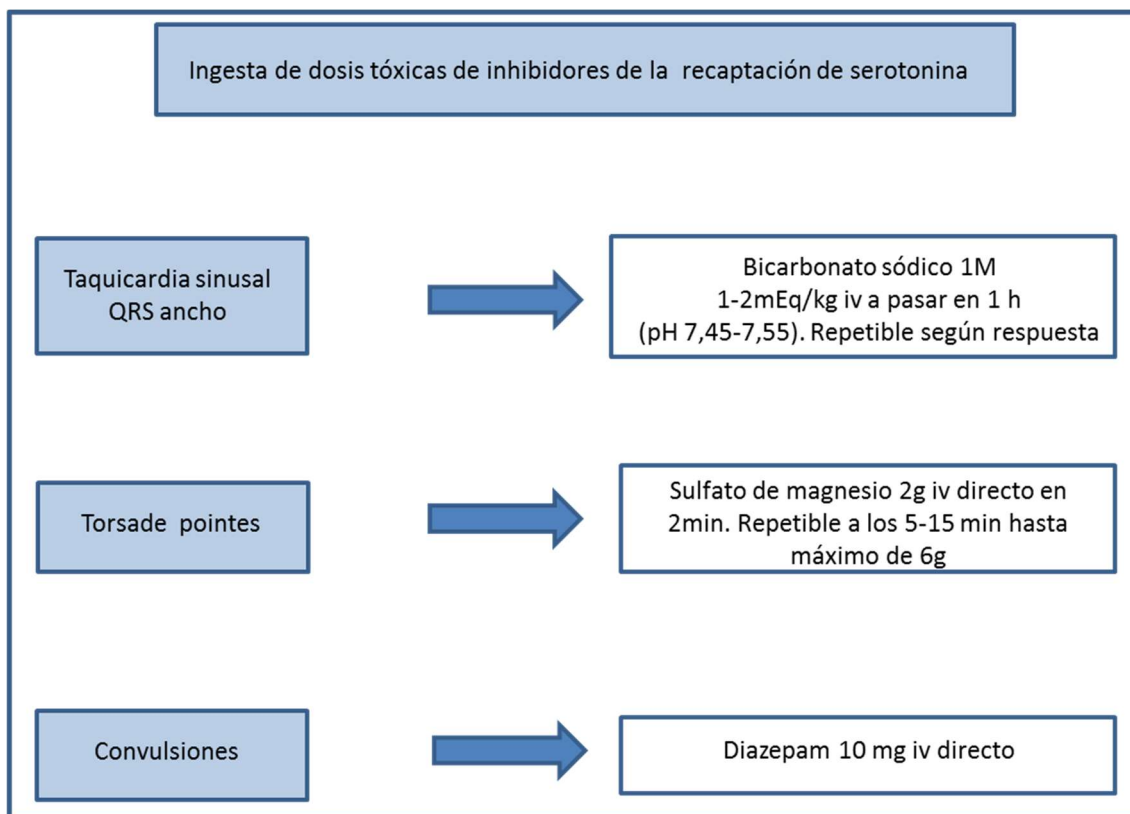 Ingesta de dosis tóxicas de inhibidores de la recaptación de serotonina
Taquicardia sinusal
QRS ancho
Bicarbonato sódico 1M
1-2mEq/kg iv a pasar en 1 h
(pH 7,45-7,55). Repetible según respuesta
Torsade pointes
Sulfato de magnesio 2g iv directo en
2min. Repetible a los 5-15 min hasta
máximo de 6g
Convulsiones
Diazepam 10 mg iv directo